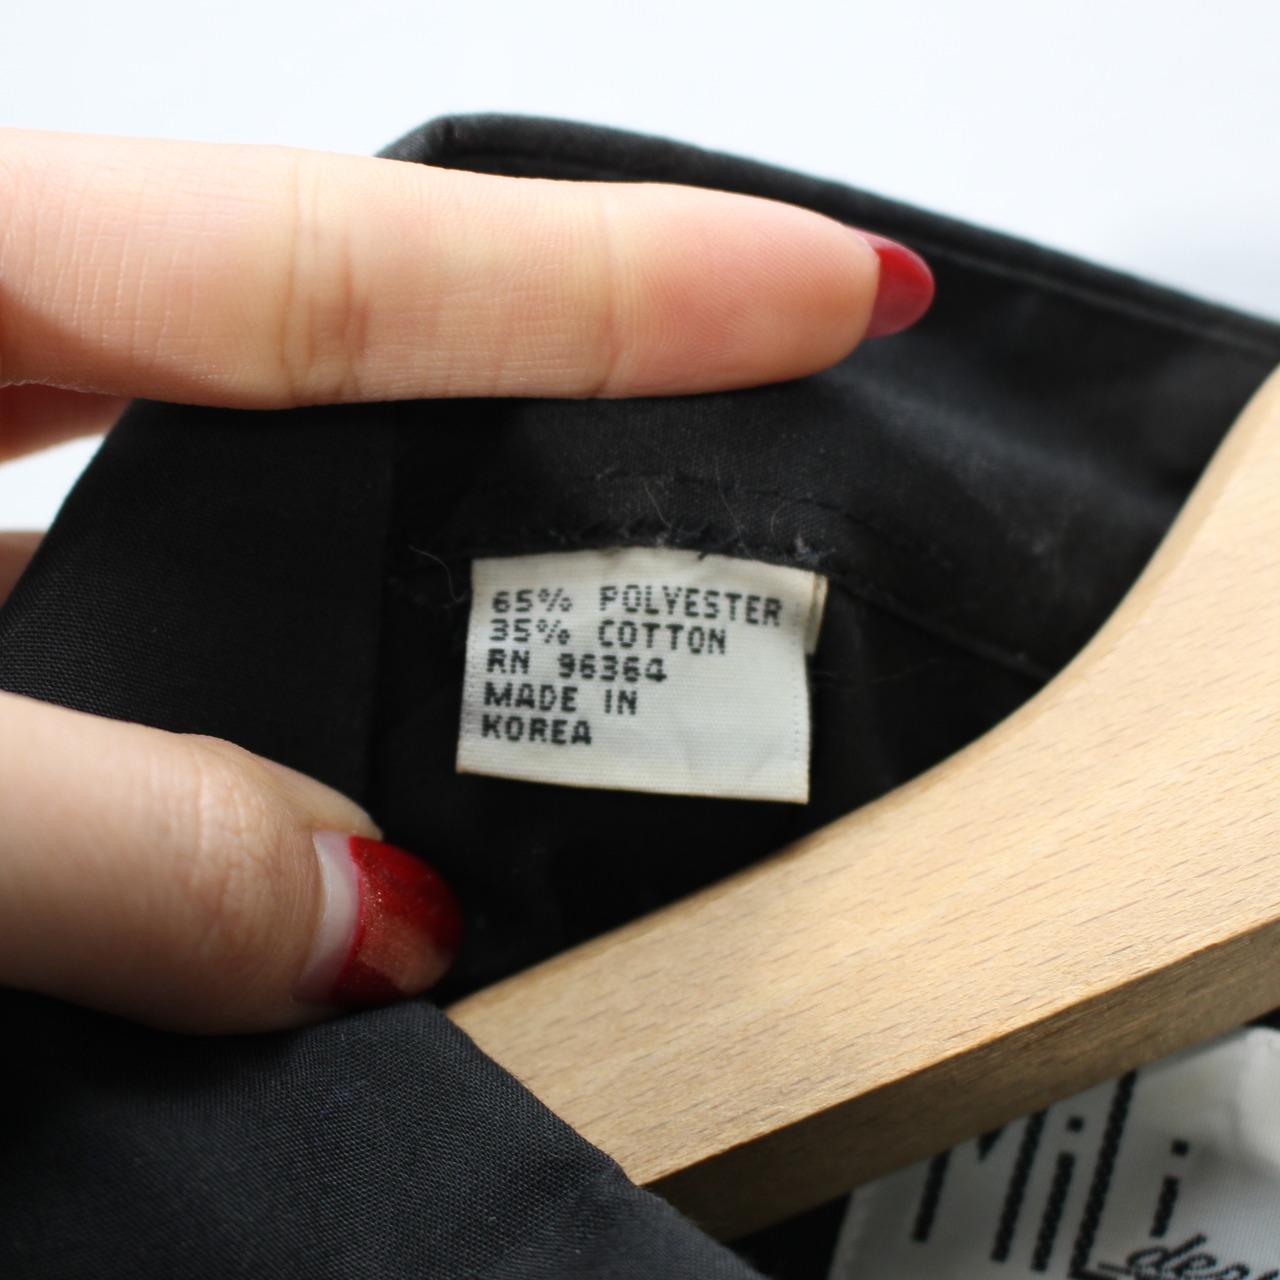 65% POLYESTER
35% COTTON
RN 96364
MADE IN
KOREA
MiLi